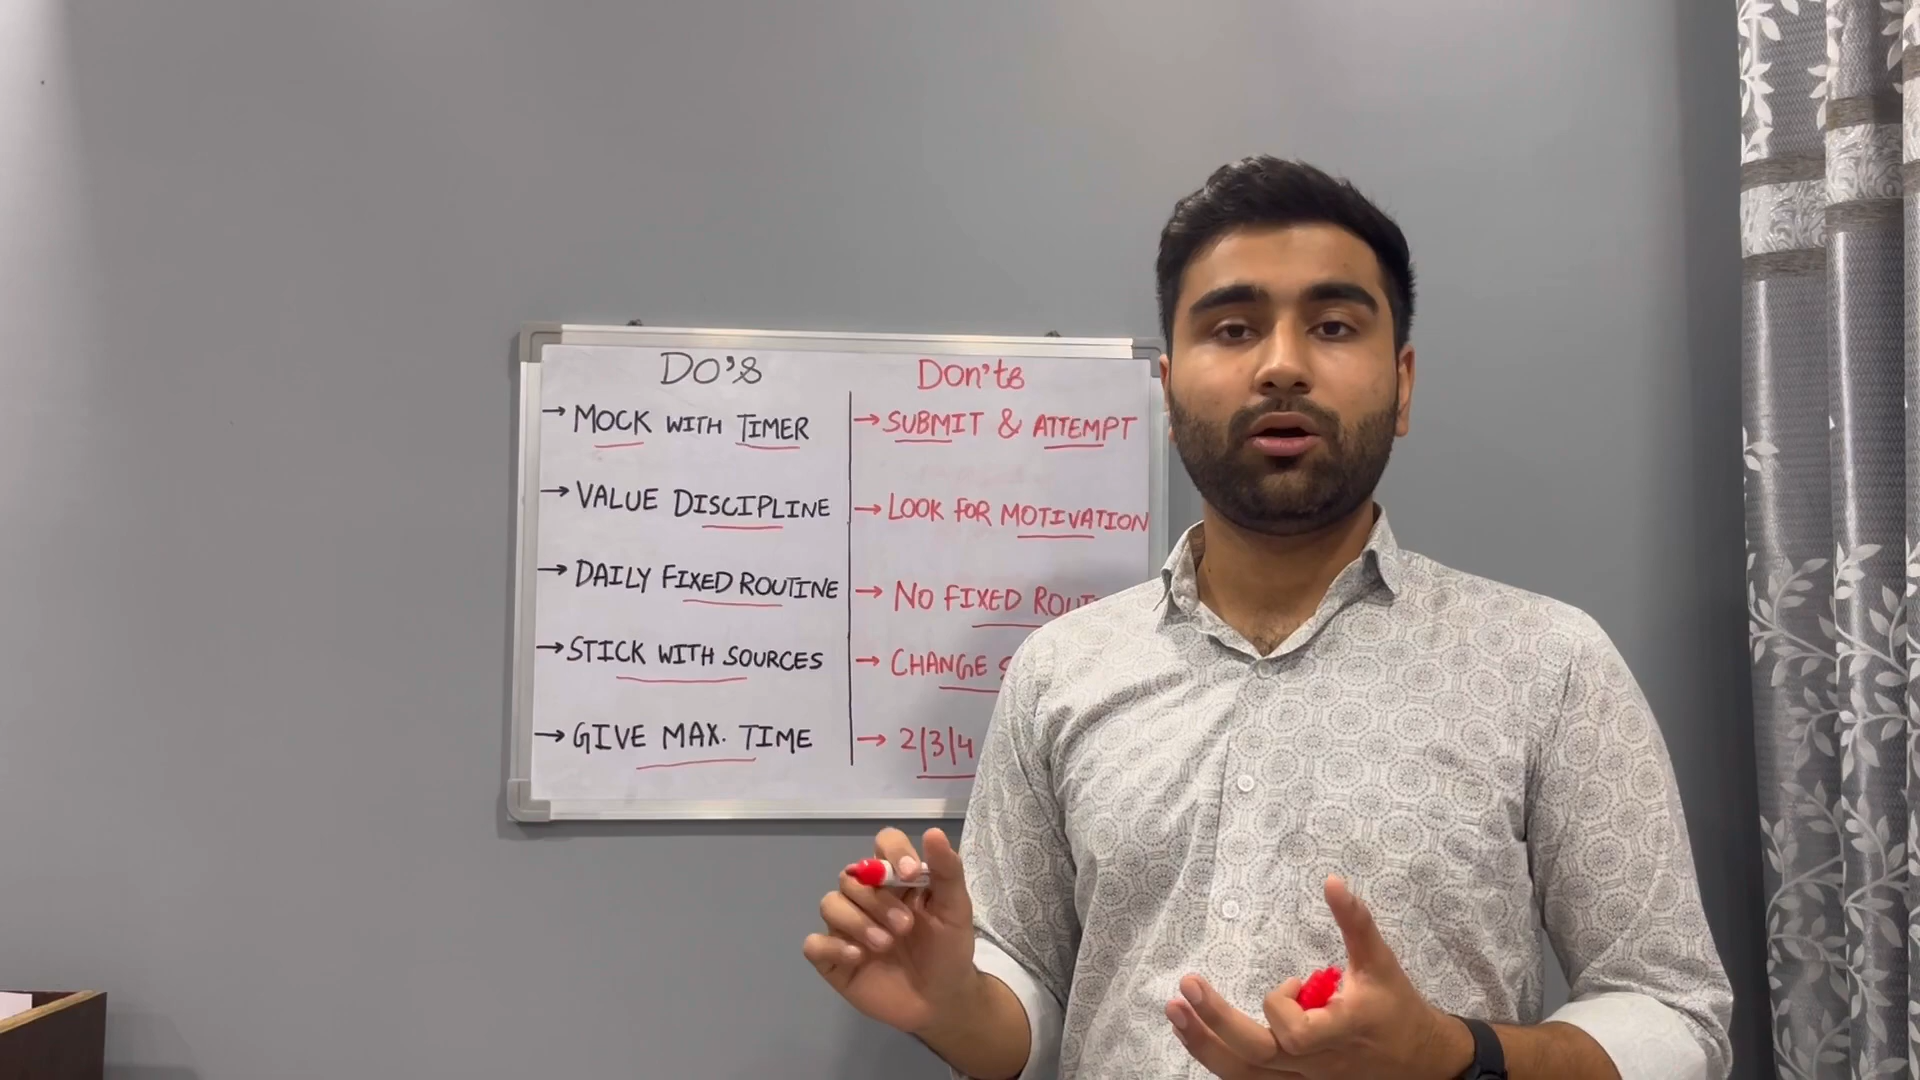 DO'S
→ MOCK WITH TIMER
→ VALUE DISCIPLINE
→ DAILY FIXED ROUTINE
→ STICK WITH SOURCES
→ GIVE MAX. TIME
Don'ts
→ SUBMIT & ATTEMPT
→ LOOK FOR MOTIVATION
→ NO FIXED
→ CHANGE
→ 2|3|4